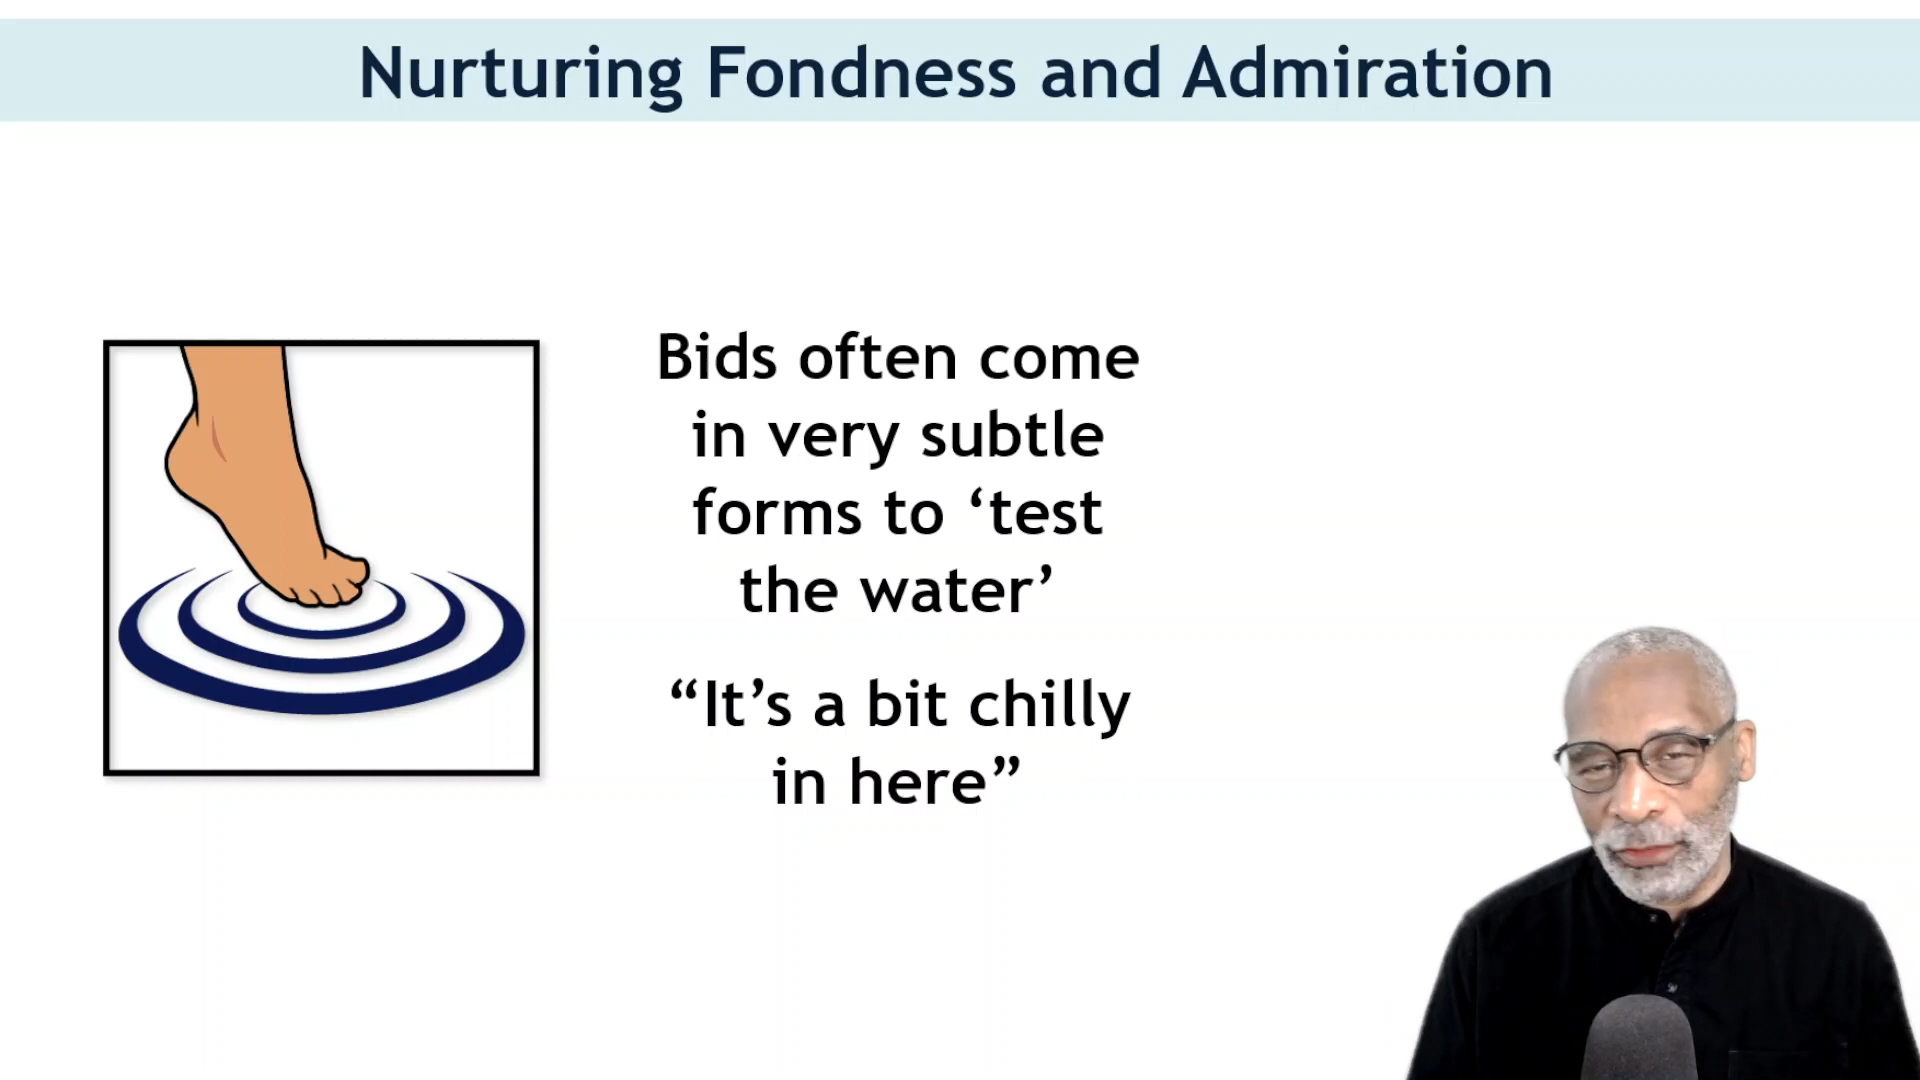 Nurturing Fondness and Admiration
Bids often come
in very subtle
forms to ‘test
the water’
“It’s a bit chilly
in here”